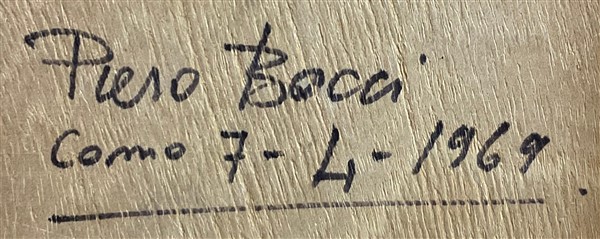 Piero Bocci
Como 7-4-1969.